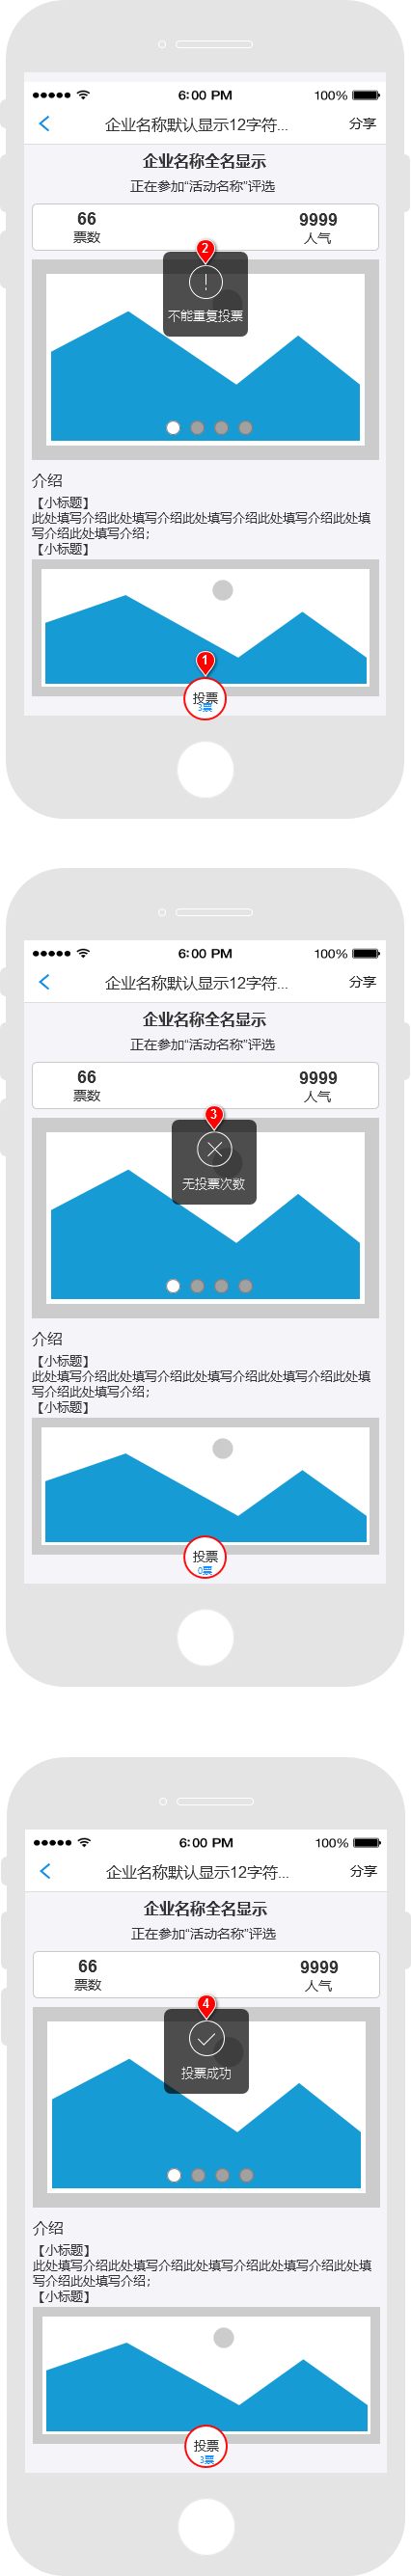 6:00 PM 100%
企业名称默认显示12字符... 分享
企业名称全名显示
正在参加“活动名称”评选
66 9999
票数 人气
2
不能重复投票
介绍
【小标题】
此处填写介绍此处填写介绍此处填写介绍此处填写介绍此处填
写介绍此处填写介绍；
【小标题】
1
投票
3票
6:00 PM 100%
企业名称默认显示12字符... 分享
企业名称全名显示
正在参加“活动名称”评选
66 9999
票数 人气
3
无投票次数
介绍
【小标题】
此处填写介绍此处填写介绍此处填写介绍此处填写介绍此处填
写介绍此处填写介绍；
【小标题】
投票
0票
6:00 PM 100%
企业名称默认显示12字符... 分享
企业名称全名显示
正在参加“活动名称”评选
66 9999
票数 人气
4
投票成功
介绍
【小标题】
此处填写介绍此处填写介绍此处填写介绍此处填写介绍此处填
写介绍此处填写介绍；
【小标题】
投票
3票